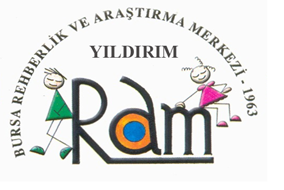 BURSA REHBERLİK VE ARAŞTIRMA MERKEZİ - 1963
YILDIRIM
Ram